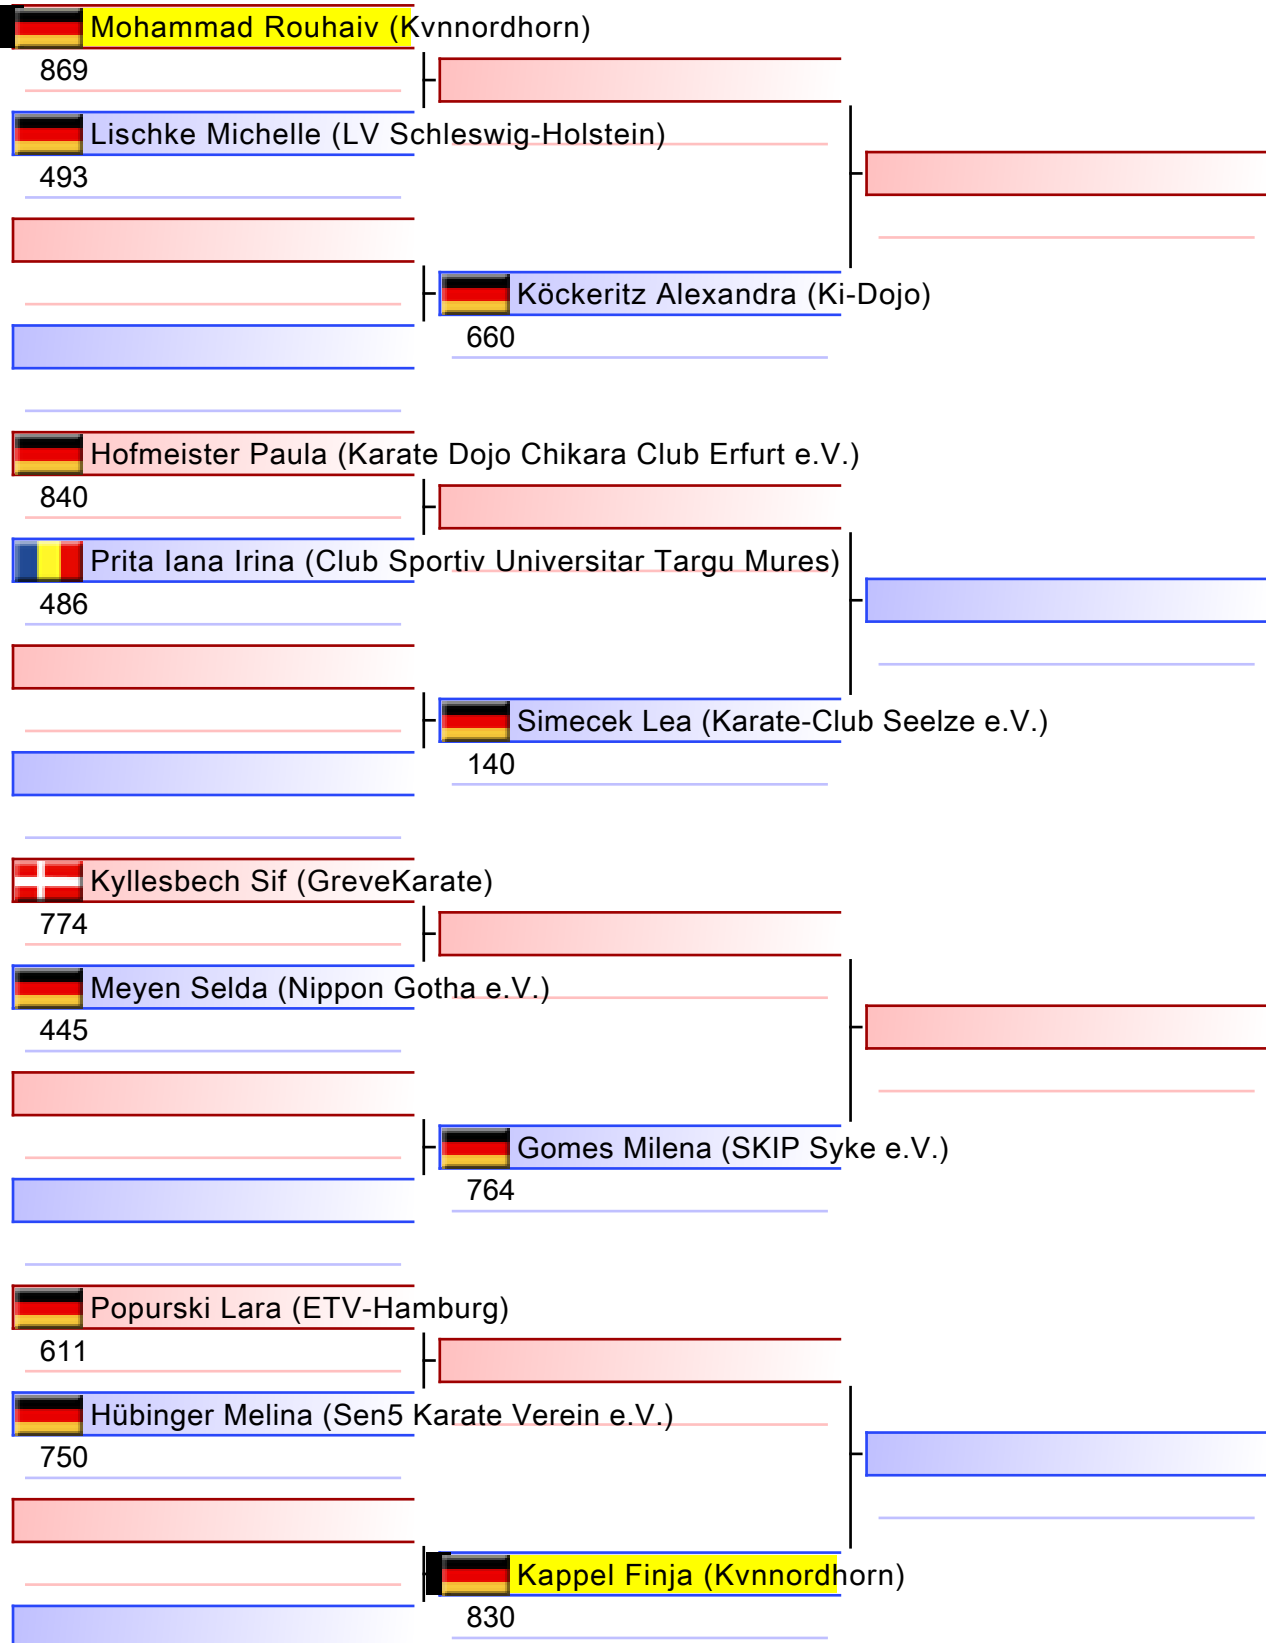 Mohammad Rouhaiv (Kvnnordhorn)
869
Lischke Michelle (LV Schleswig-Holstein)
493
Köckeritz Alexandra (Ki-Dojo)
660
Hofmeister Paula (Karate Dojo Chikara Club Erfurt e.V.)
840
Prita Iana Irina (Club Sportiv Universitar Targu Mures)
486
Simecek Lea (Karate-Club Seelze e.V.)
140
Kyllesbech Sif (GreveKarate)
774
Meyen Selda (Nippon Gotha e.V.)
445
Gomes Milena (SKIP Syke e.V.)
764
Popurski Lara (ETV-Hamburg)
611
Hübinger Melina (Sen5 Karate Verein e.V.)
750
Kappel Finja (Kvnnordhorn)
830